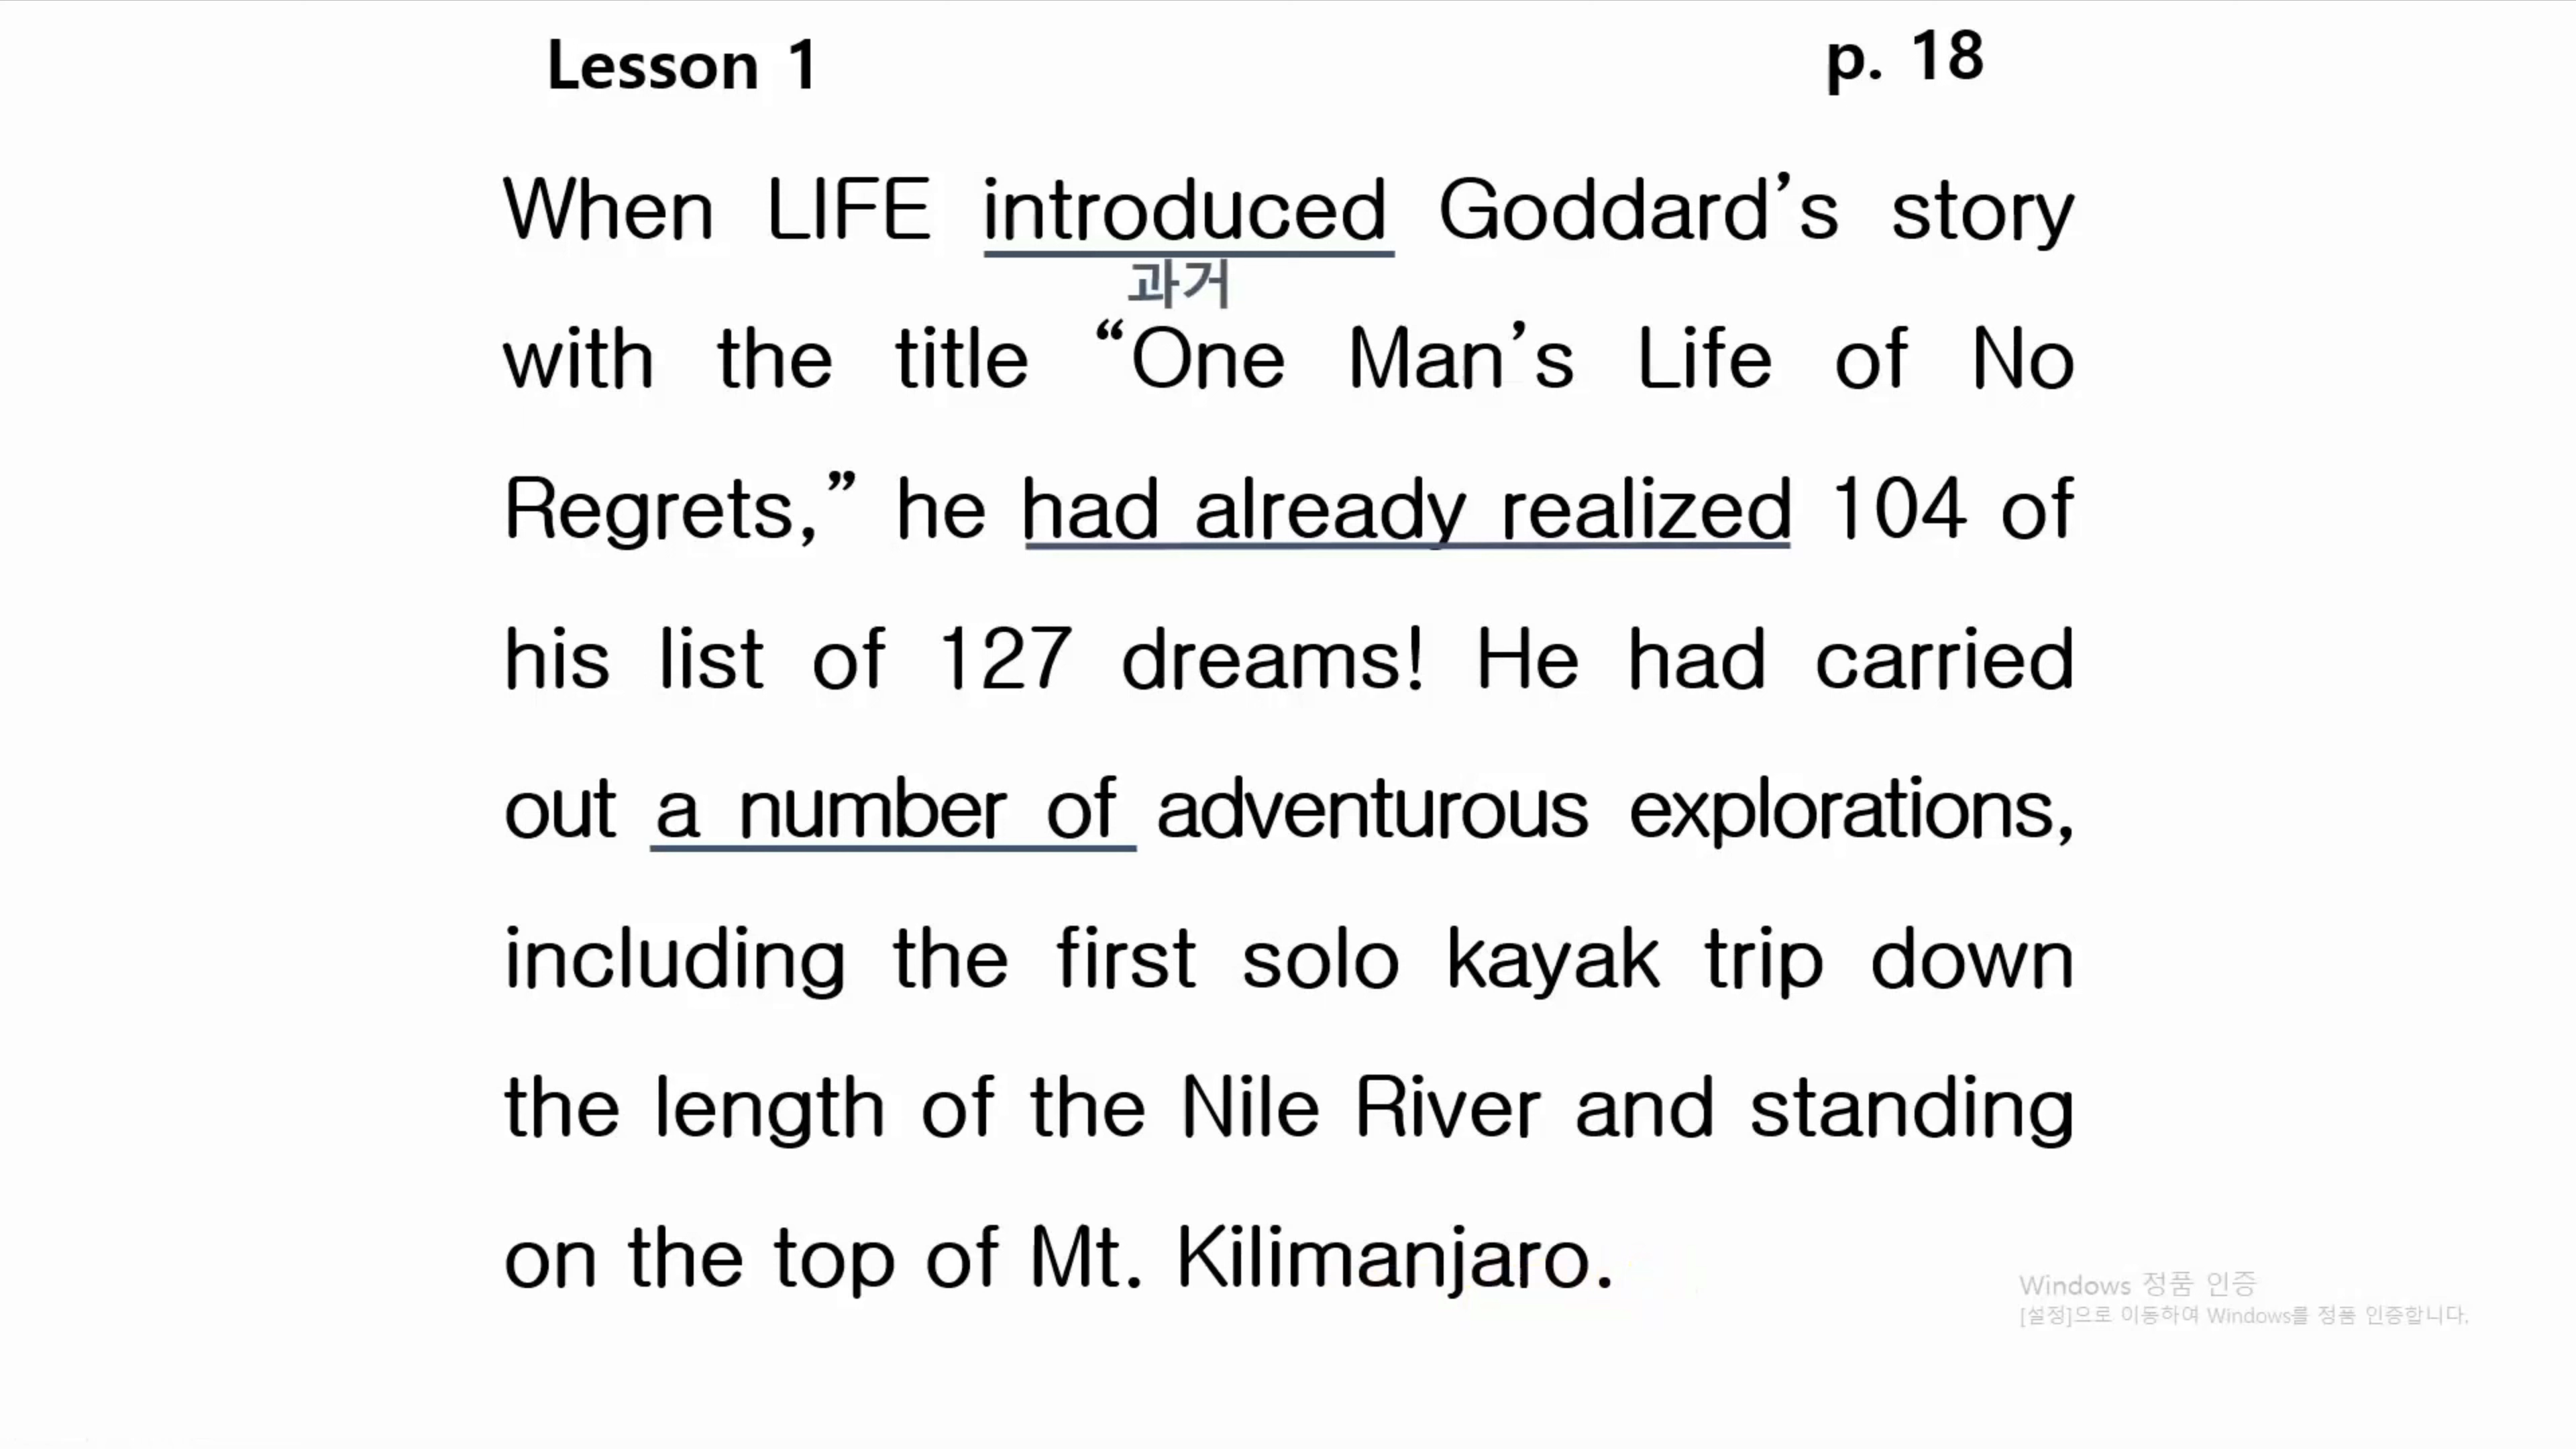 Lesson 1
p. 18
When LIFE introduced Goddard’s story
과거
with the title “One Man’s Life of No
Regrets,” he had already realized 104 of
his list of 127 dreams! He had carried
out a number of adventurous explorations,
including the first solo kayak trip down
the length of the Nile River and standing
on the top of Mt. Kilimanjaro.
Windows 정품 인증
[설정]으로 이동하여 Windows를 정품 인증합니다.